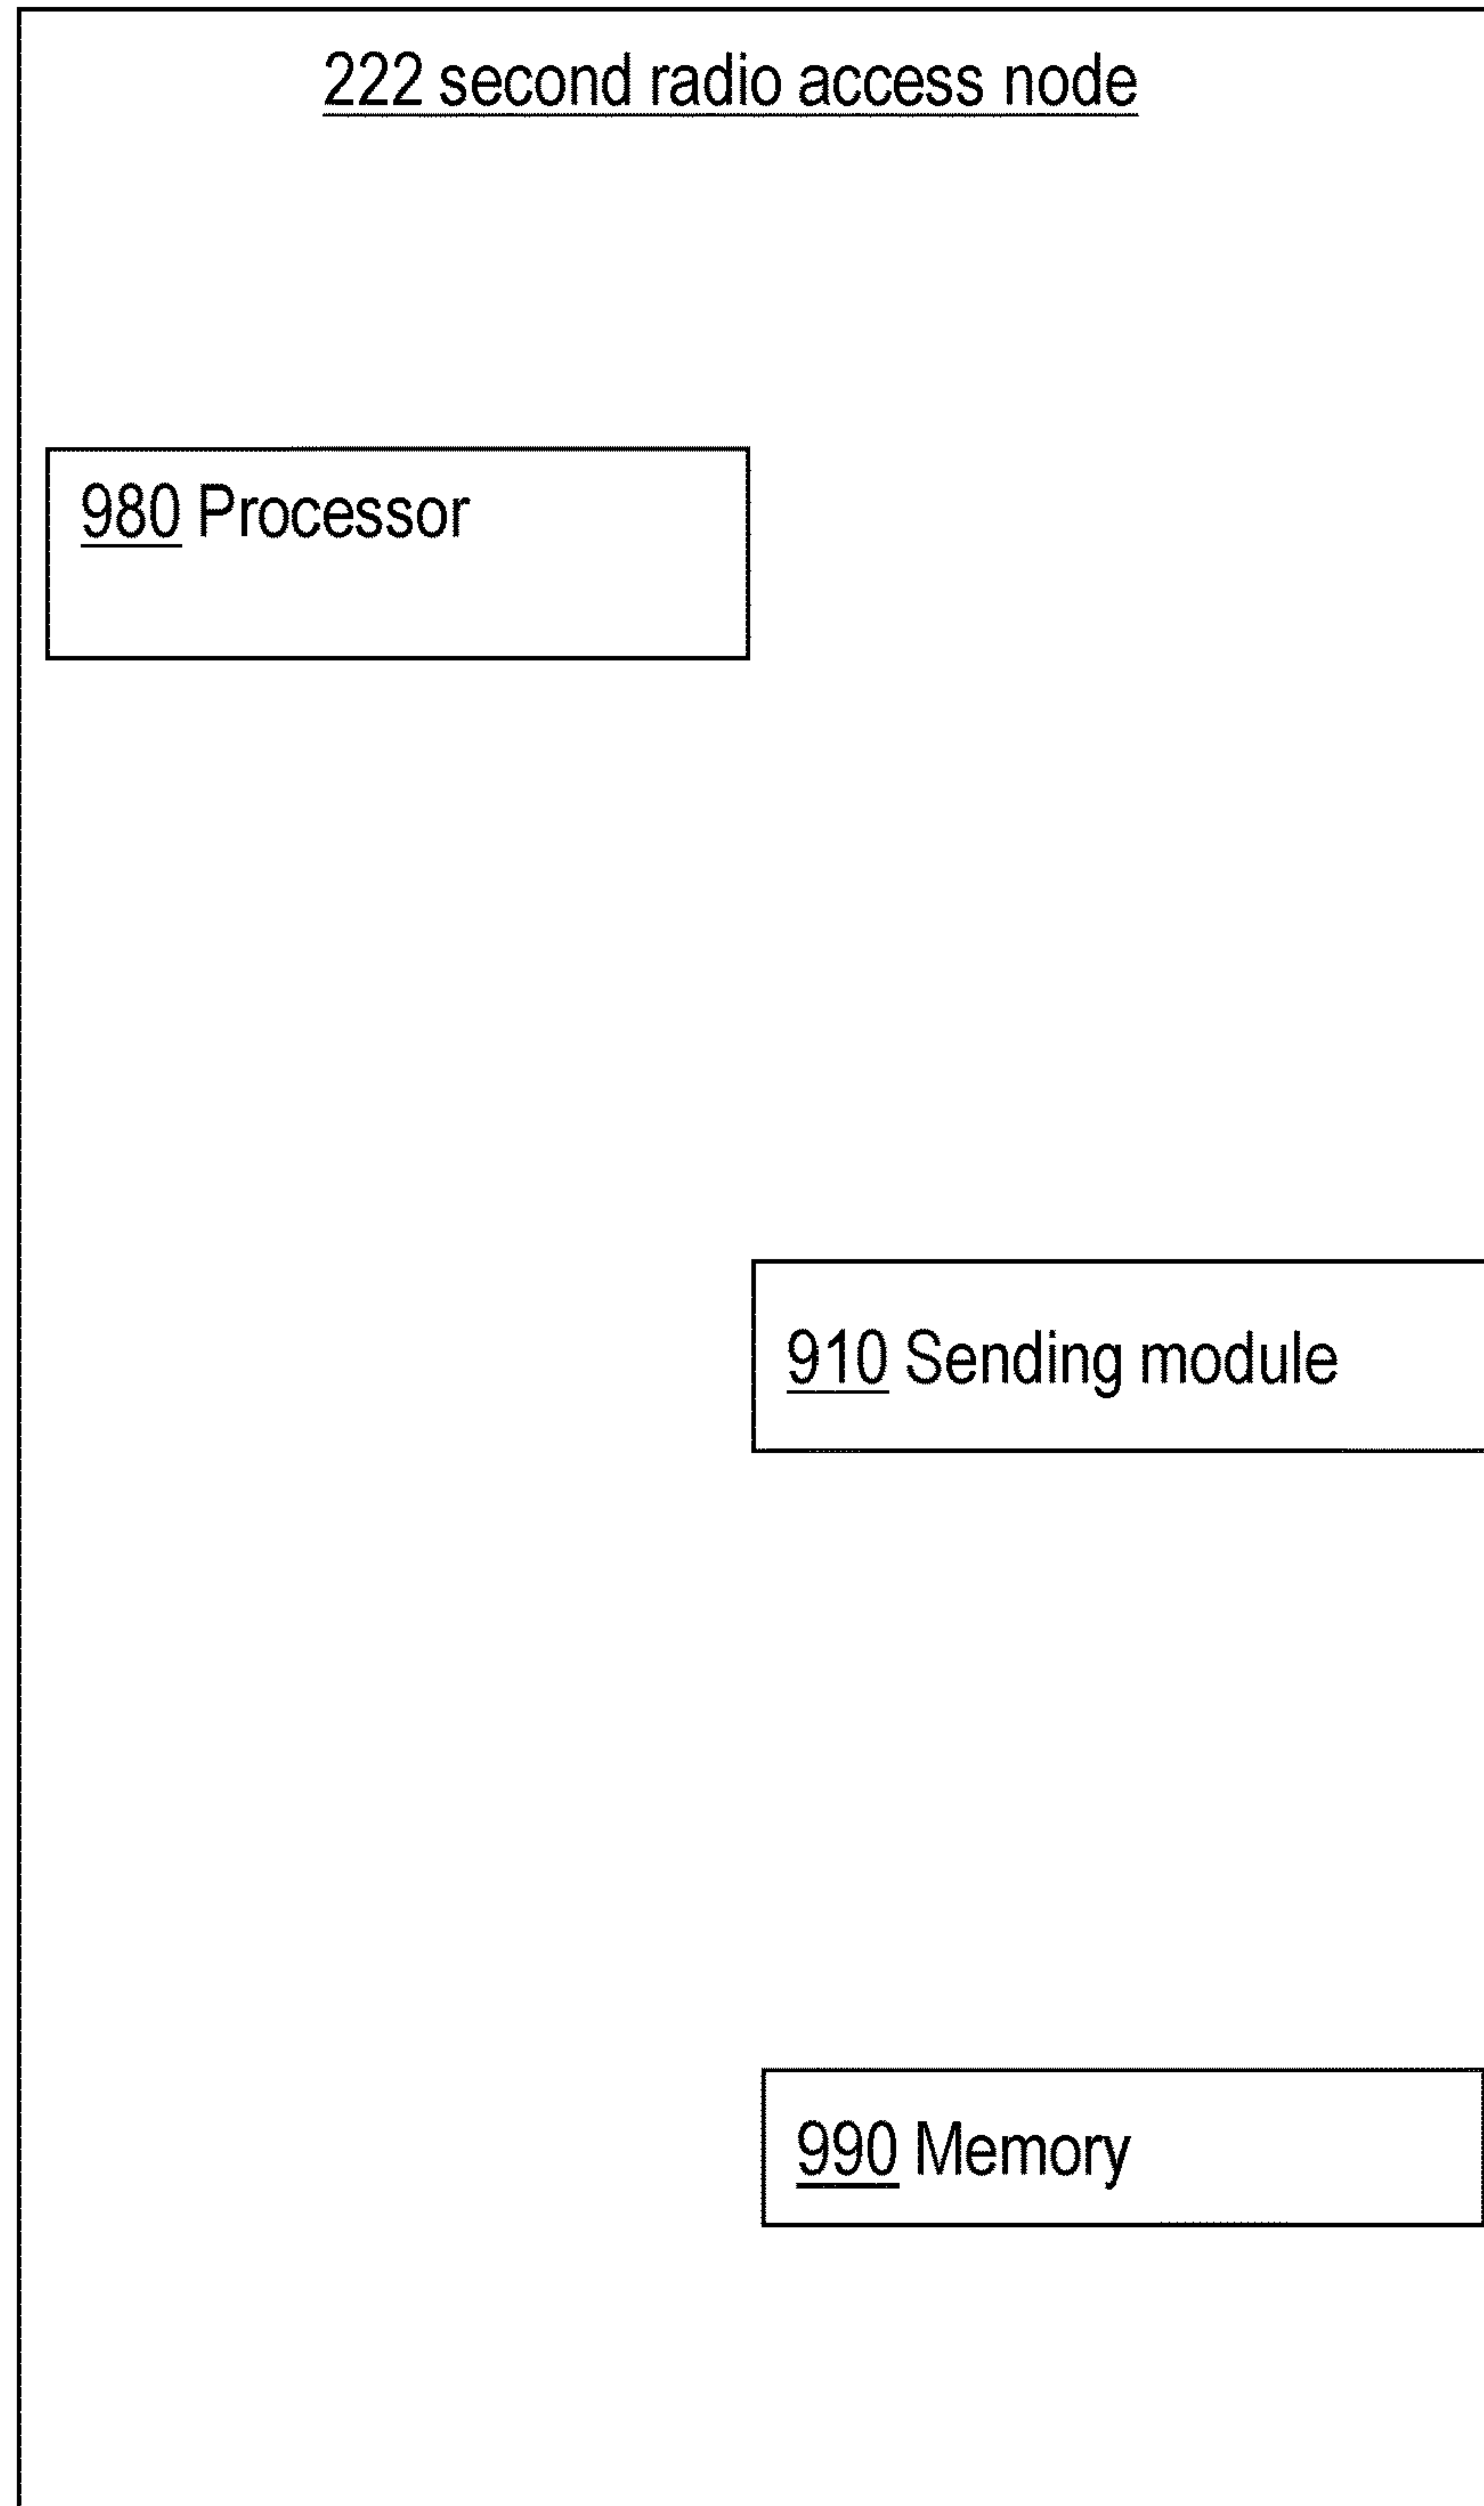 222 second radio access node
980 Processor
910 Sending module
990 Memory